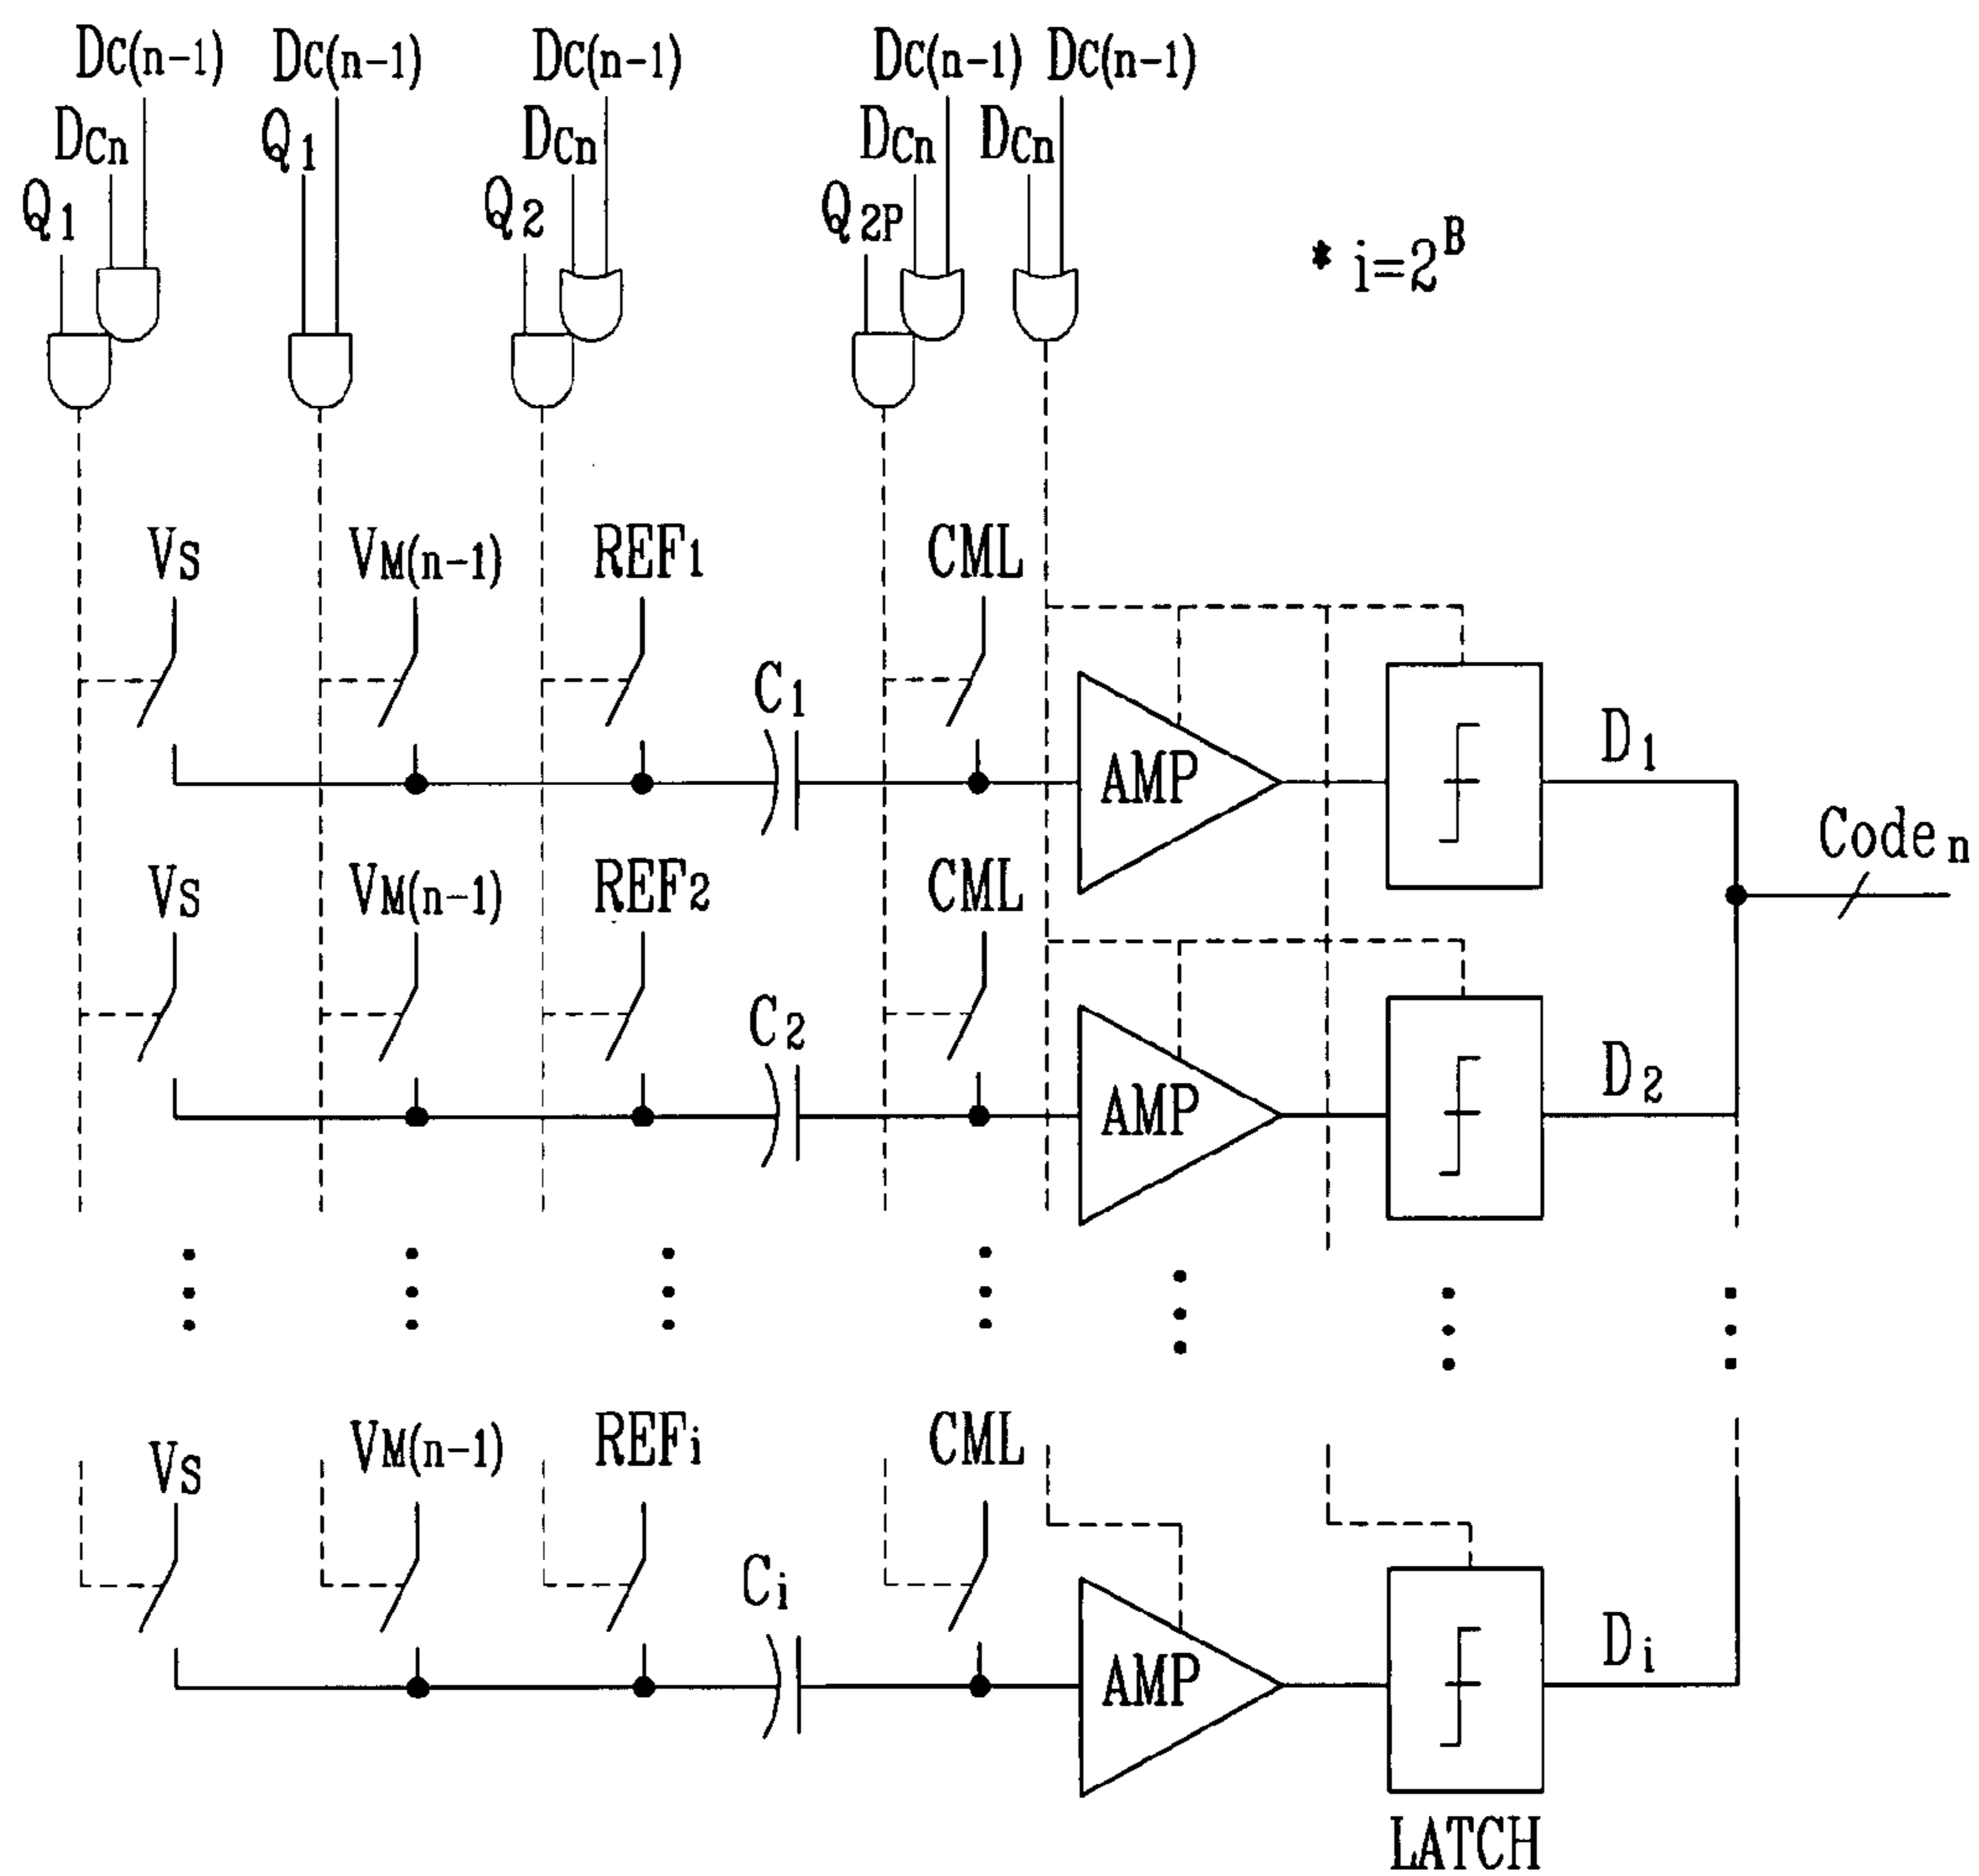 DC(n-1) DC(n-1) DC(n-1) DC(n-1) DC(n-1)
DCn Q1 DCn DCn DCn
Q1 Q2 Q2P
* i=2^B
VS VM(n-1) REF1 CML
C1
AMP
D1
Code n
VS VM(n-1) REF2 CML
C2
AMP
D2
VS VM(n-1) REFi CML
Ci
AMP
Di
LATCH